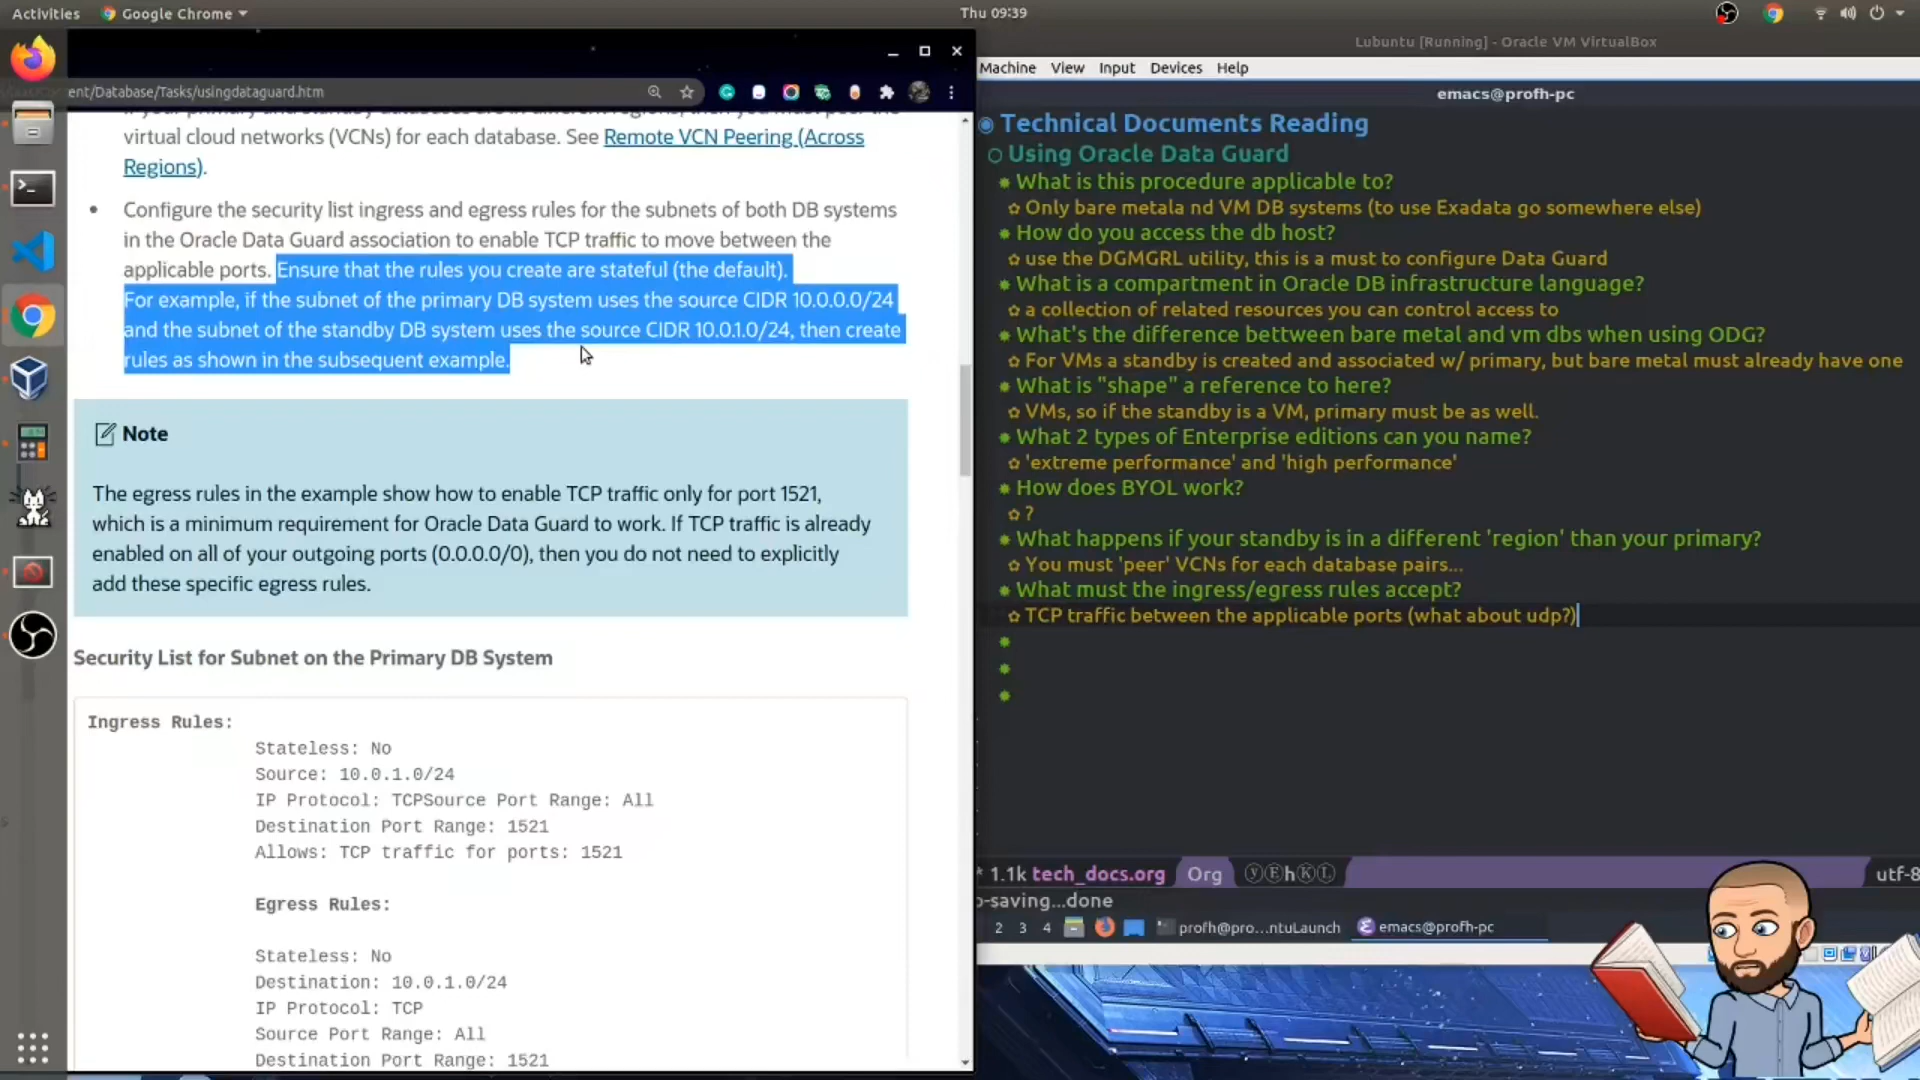 Activities
Google Chrome
Thu 09:39
Lubuntu [Running] - Oracle VM VirtualBox
ent/Database/Tasks/usingdataguard.htm
virtual cloud networks (VCNs) for each database. See Remote VCN Peering (Across
Regions).
Configure the security list ingress and egress rules for the subnets of both DB systems
in the Oracle Data Guard association to enable TCP traffic to move between the
applicable ports. Ensure that the rules you create are stateful (the default).
For example, if the subnet of the primary DB system uses the source CIDR 10.0.0.0/24
and the subnet of the standby DB system uses the source CIDR 10.0.1.0/24, then create
rules as shown in the subsequent example.
Note
The egress rules in the example show how to enable TCP traffic only for port 1521,
which is a minimum requirement for Oracle Data Guard to work. If TCP traffic is already
enabled on all of your outgoing ports (0.0.0.0/0), then you do not need to explicitly
add these specific egress rules.
Security List for Subnet on the Primary DB System
Ingress Rules:
Stateless: No
Source: 10.0.1.0/24
IP Protocol: TCPSource Port Range: All
Destination Port Range: 1521
Allows: TCP traffic for ports: 1521
Egress Rules:
Stateless: No
Destination: 10.0.1.0/24
IP Protocol: TCP
Source Port Range: All
Destination Port Range: 1521
Machine View Input Devices Help
emacs@profh-pc
Technical Documents Reading
Using Oracle Data Guard
What is this procedure applicable to?
Only bare metala nd VM DB systems (to use Exadata go somewhere else)
How do you access the db host?
use the DGMGRL utility, this is a must to configure Data Guard
What is a compartment in Oracle DB infrastructure language?
a collection of related resources you can control access to
What's the difference bettween bare metal and vm dbs when using ODG?
For VMs a standby is created and associated w/ primary, but bare metal must already have one
What is "shape" a reference to here?
VMs, so if the standby is a VM, primary must be as well.
What 2 types of Enterprise editions can you name?
'extreme performance' and 'high performance'
How does BYOL work?
?
What happens if your standby is in a different 'region' than your primary?
You must 'peer' VCNs for each database pairs...
What must the ingress/egress rules accept?
TCP traffic between the applicable ports (what about udp?)
* 1.1k tech_docs.org Org ⓨⒺhⓀⓁ utf-8
o-saving...done
2 3 4 profh@pro...ntuLaunch emacs@profh-pc